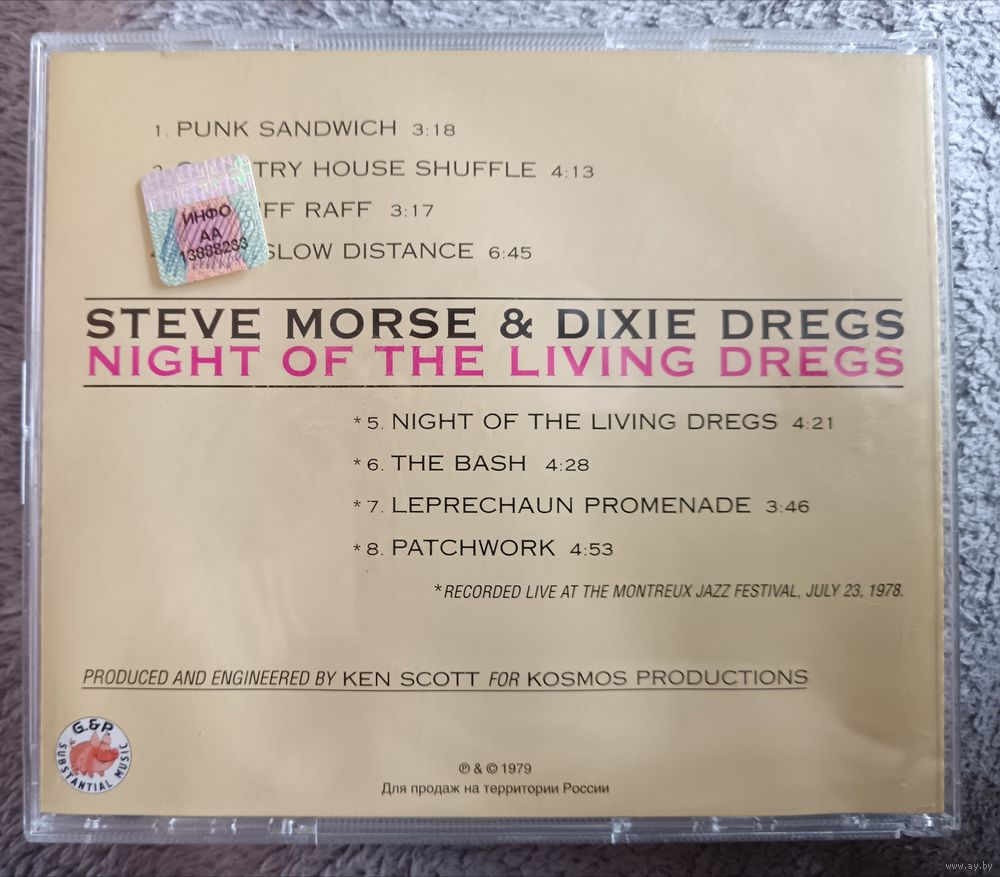 1. PUNK SANDWICH 3:18
TRY HOUSE SHUFFLE 4:13
FF RAFF 3:17
SLOW DISTANCE 6:45
ИНФО
АА
13888283
STEVE MORSE & DIXIE DREGS
NIGHT OF THE LIVING DREGS
*5. NIGHT OF THE LIVING DREGS 4:21
*6. THE BASH 4:28
*7. LEPRECHAUN PROMENADE 3:46
*8. PATCHWORK 4:53
*RECORDED LIVE AT THE MONTREUX JAZZ FESTIVAL, JULY 23, 1978.
PRODUCED AND ENGINEERED BY KEN SCOTT FOR KOSMOS PRODUCTIONS
G.&P.
SUBSTANTIAL MUSIC
℗ & © 1979
Для продаж на территории России
www.ay.by